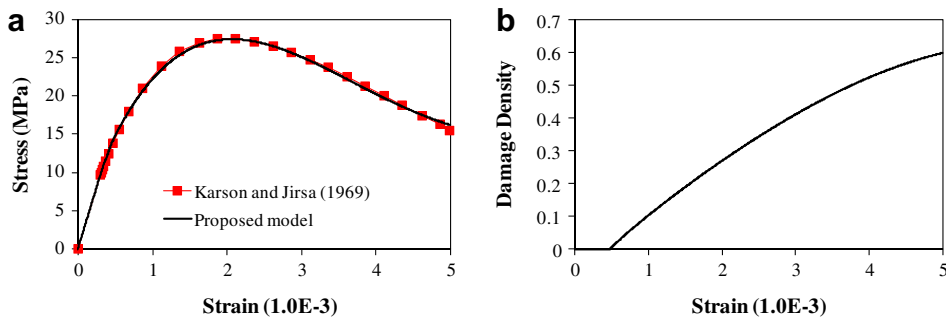 a
Stress (MPa)
30
25
20
15
10
5
0
Karson and Jirsa (1969)
Proposed model
0 1 2 3 4 5
Strain (1.0E-3)
b
Damage Density
0.7
0.6
0.5
0.4
0.3
0.2
0.1
0
0 1 2 3 4 5
Strain (1.0E-3)